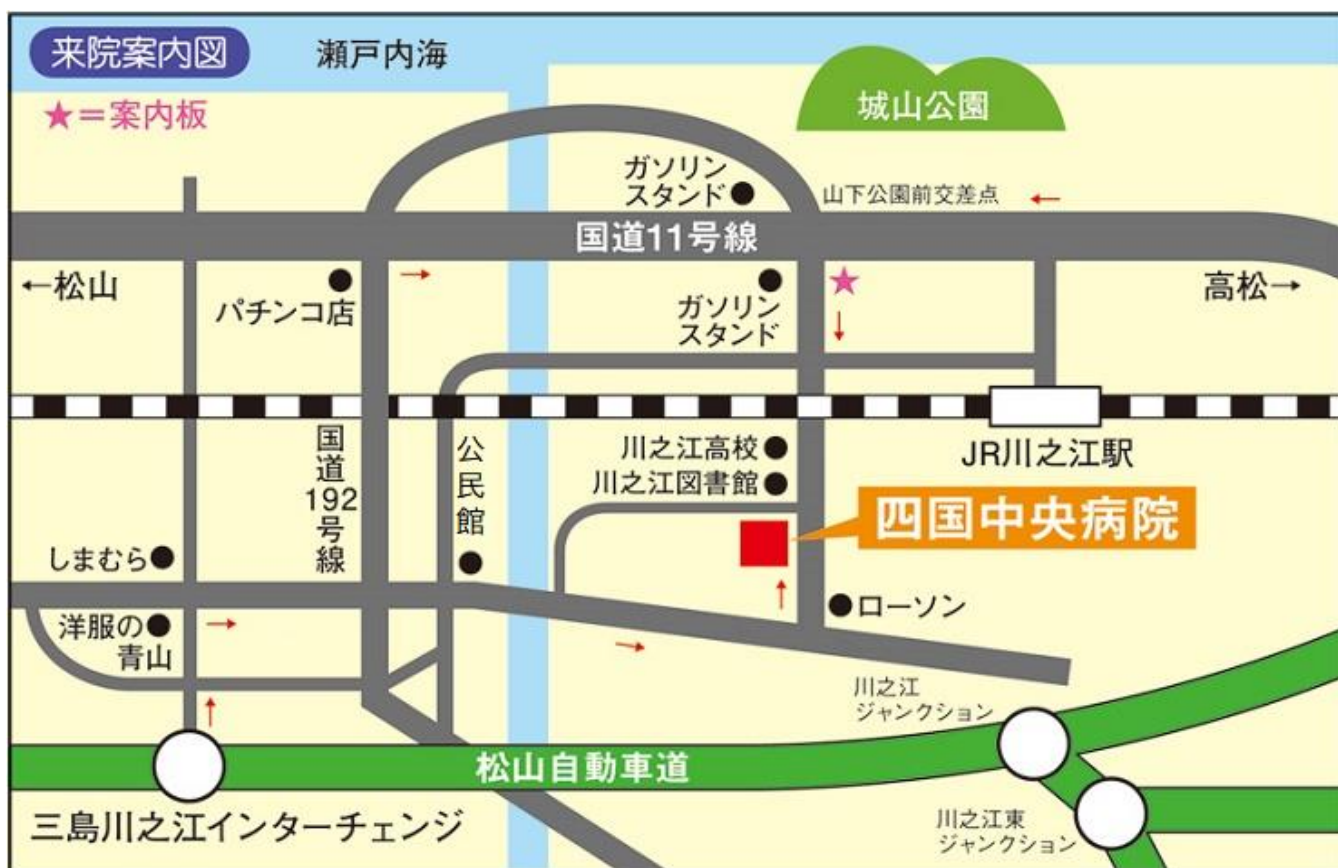 来院案内図
瀬戸内海
★=案内板
城山公園
ガソリン
スタンド
山下公園前交差点
←
国道11号線
←松山
パチンコ店
→
ガソリン
スタンド
★
↓
高松→
国道192号線
公民館
川之江高校
川之江図書館
JR川之江駅
四国中央病院
しまむら
洋服の
青山
→
↑
→
↑
ローソン
川之江
ジャンクション
松山自動車道
三島川之江インターチェンジ
川之江東
ジャンクション